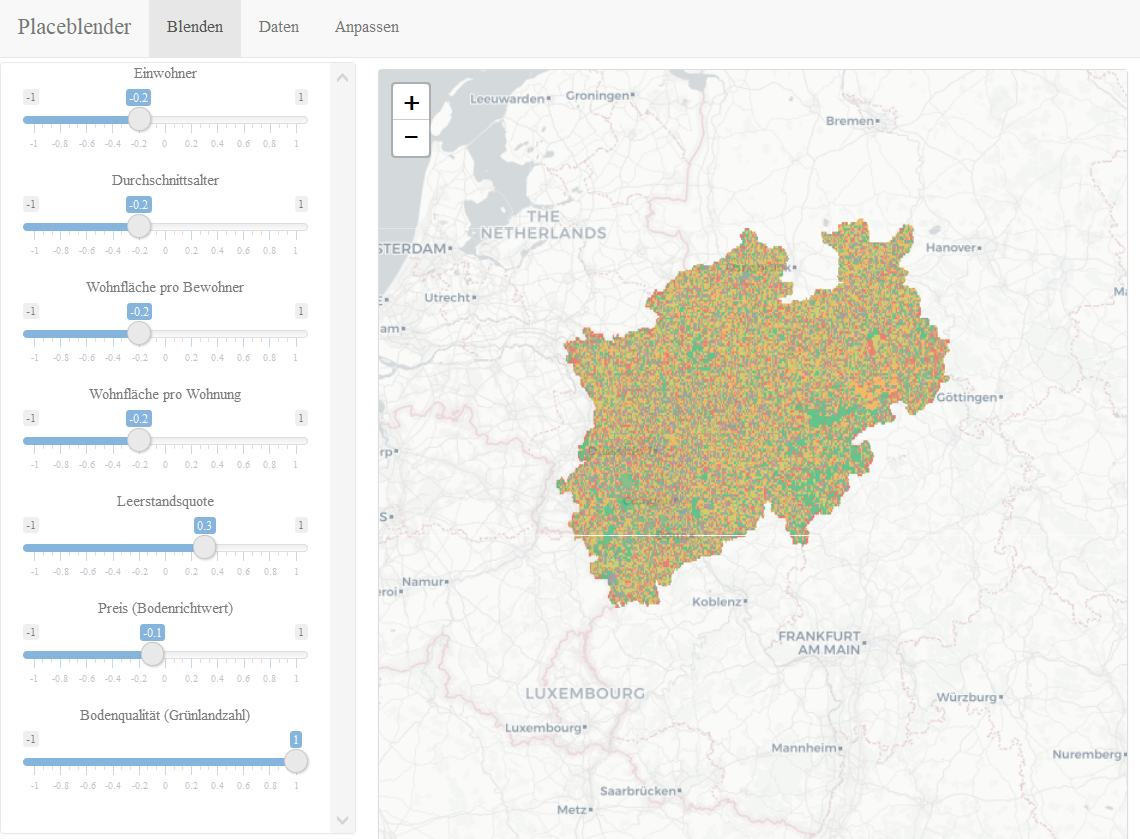 Placeblender Blenden Daten Anpassen
Einwohner
-1 -0.2 1
-1 -0.8 -0.6 -0.4 -0.2 0 0.2 0.4 0.6 0.8 1
Durchschnittsalter
-1 -0.2 1
-1 -0.8 -0.6 -0.4 -0.2 0 0.2 0.4 0.6 0.8 1
Wohnfläche pro Bewohner
-1 -0.2 1
-1 -0.8 -0.6 -0.4 -0.2 0 0.2 0.4 0.6 0.8 1
Wohnfläche pro Wohnung
-1 -0.2 1
-1 -0.8 -0.6 -0.4 -0.2 0 0.2 0.4 0.6 0.8 1
Leerstandsquote
-1 0.3 1
-1 -0.8 -0.6 -0.4 -0.2 0 0.2 0.4 0.6 0.8 1
Preis (Bodenrichtwert)
-1 -0.1 1
-1 -0.8 -0.6 -0.4 -0.2 0 0.2 0.4 0.6 0.8 1
Bodenqualität (Grünlandzahl)
-1 1
-1 -0.8 -0.6 -0.4 -0.2 0 0.2 0.4 0.6 0.8 1
+
−
Leeuwarden
Groningen
Bremen
THE
NETHERLANDS
STERDAM
Hanover
Utrecht
am
Göttingen
rp
S
Namur
eroi
Koblenz
FRANKFURT
AM MAIN
LUXEMBOURG
Würzburg
Luxembourg
Mannheim
Nuremberg
Saarbrücken
Metz